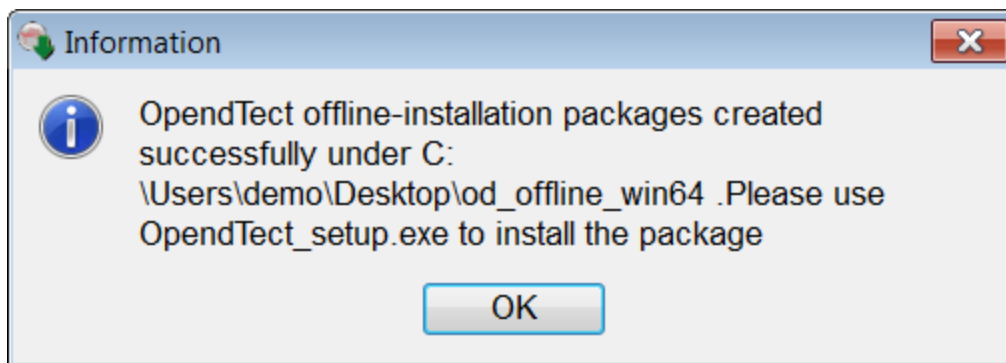 Information
OpendTect offline-installation packages created
successfully under C:
\Users\demo\Desktop\od_offline_win64 .Please use
OpendTect_setup.exe to install the package
OK